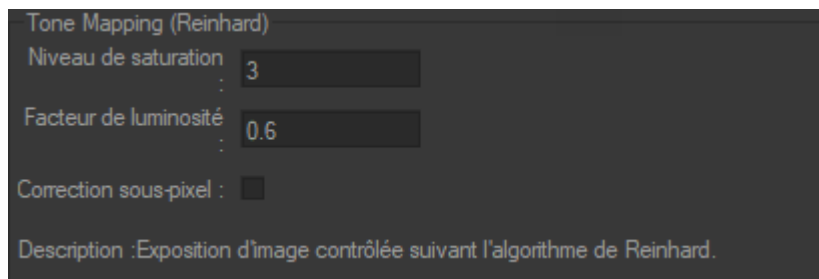 Tone Mapping (Reinhard)
Niveau de saturation
:
3
Facteur de luminosité
:
0.6
Correction sous-pixel :
Description :Exposition d'image contrôlée suivant l'algorithme de Reinhard.